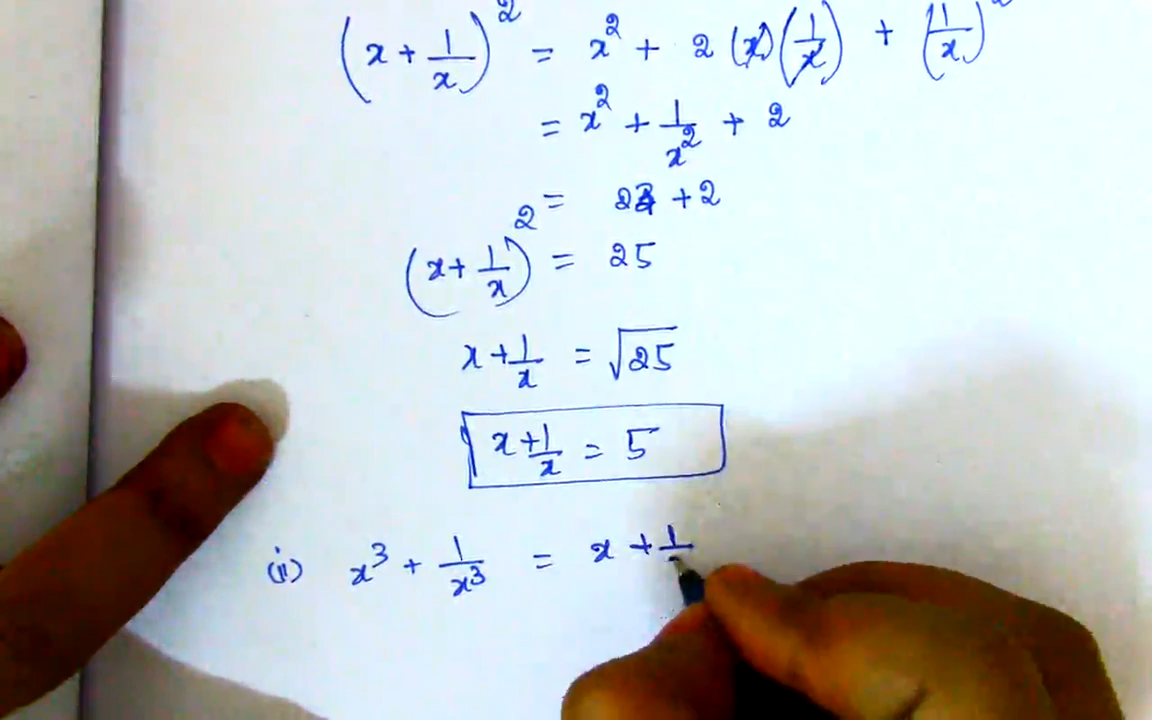 (x + 1/x)² = x² + 2 (x)(1/x) + (1/x)²
= x² + 1/x² + 2
= 23 + 2
(x + 1/x)² = 25
x + 1/x = √25
x + 1/x = 5
(ii) x³ + 1/x³ = x + 1/